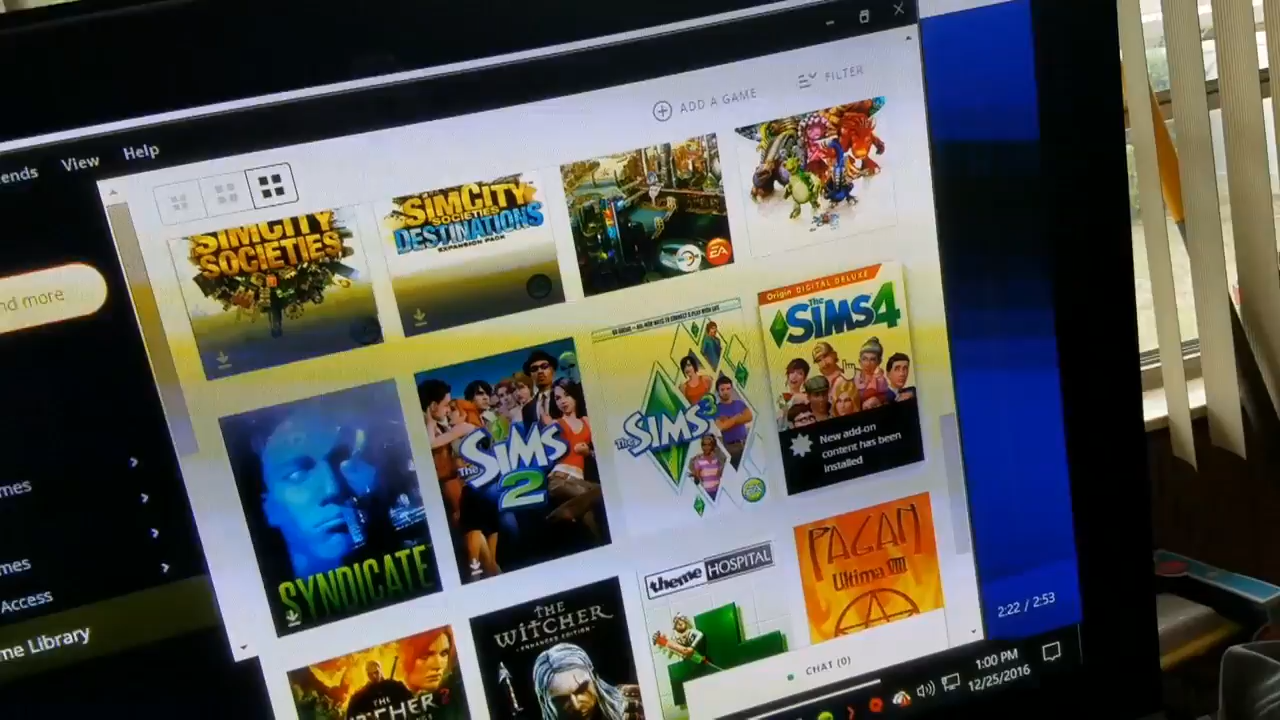 ends View Help
ADD A GAME
FILTER
nd more
SIMCITY
SOCIETIES
SIMCITY
SOCIETIES
DESTINATIONS
EXPANSION PACK
EA
Origin DIGITAL DELUXE
The SIMS 4
New add-on
content has been
installed
SYNDICATE
The SIMS
2
The SIMS 3
PAGAN
Ultima VIII
theme HOSPITAL
THE
WITCHER
ENHANCED EDITION
THE
mes
mes
Access
me Library
CHAT (0)
2:22 / 2:53
1:00 PM
12/25/2016